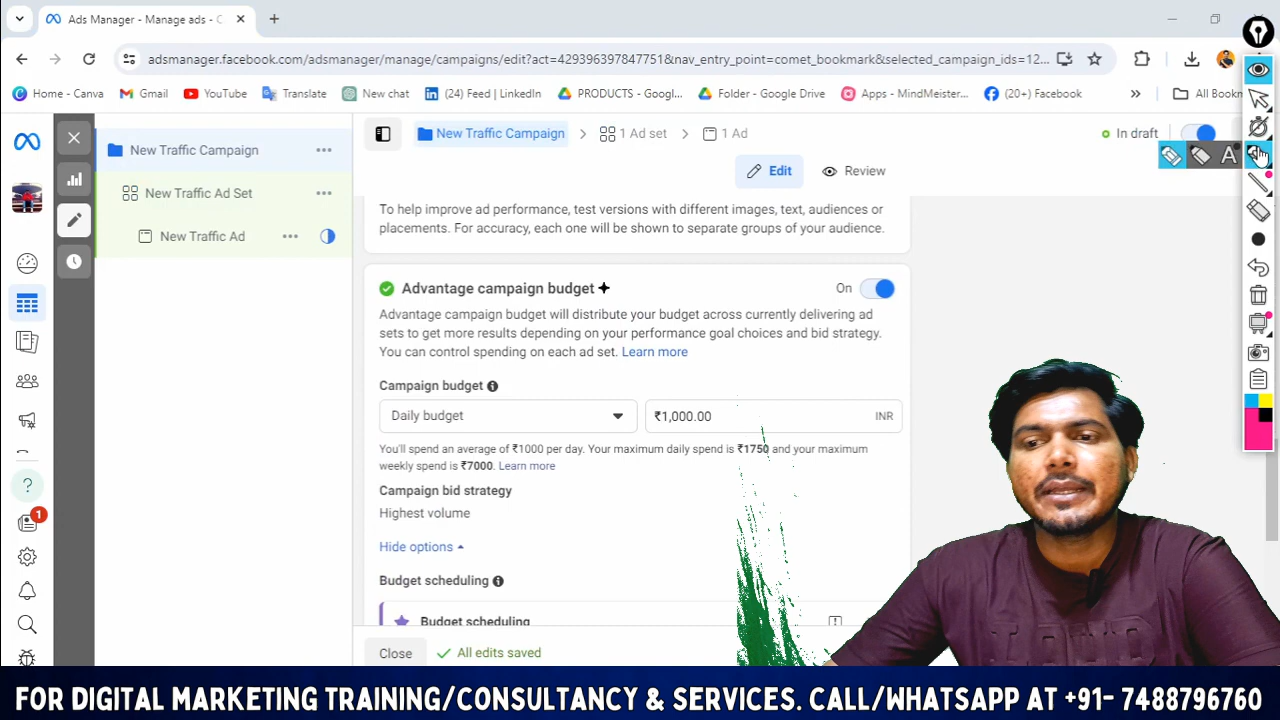 Ads Manager - Manage ads - C
adsmanager.facebook.com/adsmanager/manage/campaigns/edit?act=429396397847751&nav_entry_point=comet_bookmark&selected_campaign_ids=12...
Home - Canva
Gmail
YouTube
Translate
New chat
(24) Feed | LinkedIn
PRODUCTS - Googl...
Folder - Google Drive
Apps - MindMeister...
(20+) Facebook
All Bookm
New Traffic Campaign
1 Ad set
1 Ad
In draft
Edit
Review
New Traffic Campaign
New Traffic Ad Set
New Traffic Ad
1
A
To help improve ad performance, test versions with different images, text, audiences or
placements. For accuracy, each one will be shown to separate groups of your audience.
Advantage campaign budget
On
Advantage campaign budget will distribute your budget across currently delivering ad
sets to get more results depending on your performance goal choices and bid strategy.
You can control spending on each ad set. Learn more
Campaign budget
Daily budget
₹1,000.00
INR
You'll spend an average of ₹1000 per day. Your maximum daily spend is ₹1750 and your maximum
weekly spend is ₹7000. Learn more
Campaign bid strategy
Highest volume
Hide options
Budget scheduling
Budget scheduling
Close
All edits saved
FOR DIGITAL MARKETING TRAINING/CONSULTANCY & SERVICES. CALL/WHATSAPP AT +91- 7488796760